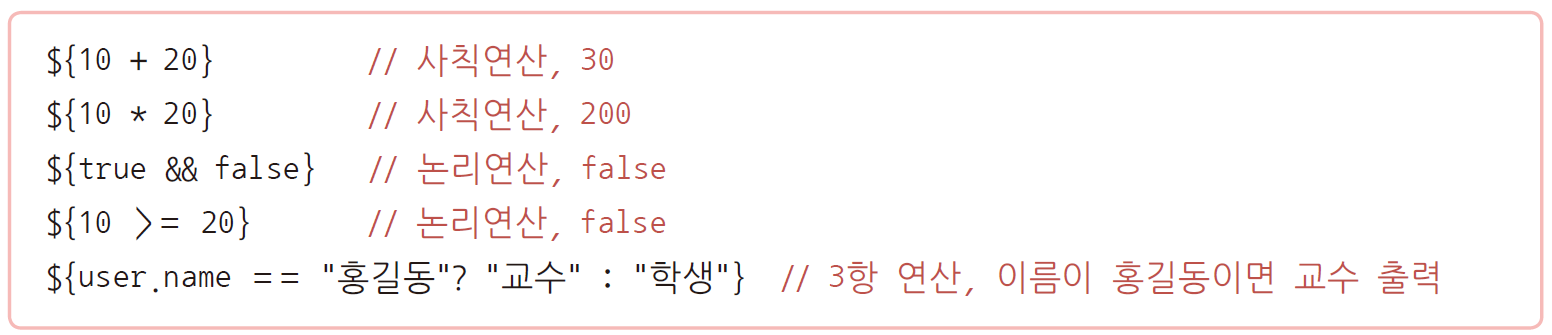 ${10 + 20} // 사칙연산, 30
${10 * 20} // 사칙연산, 200
${true && false} // 논리연산, false
${10 >= 20} // 논리연산, false
${user.name == "홍길동"? "교수" : "학생"} // 3항 연산, 이름이 홍길동이면 교수 출력